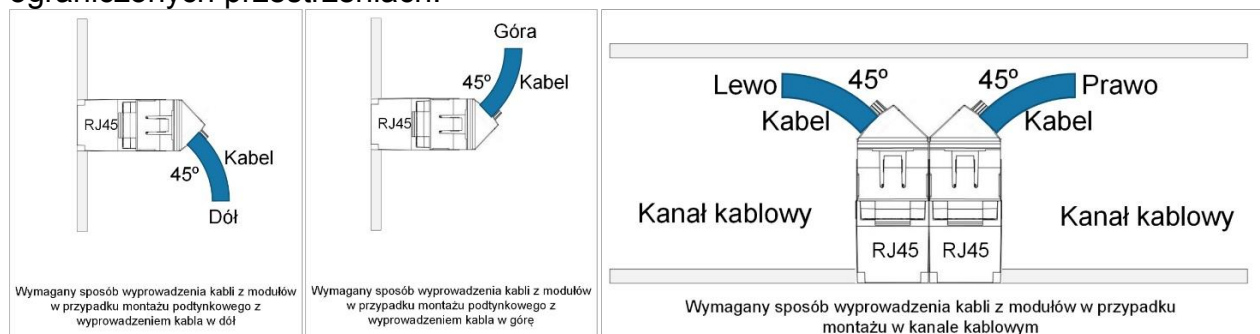 ograniczonych przestrzeniach.
RJ45
45º
Kabel
Dół
Wymagany sposób wyprowadzenia kabli z modułów
w przypadku montażu podtynkowego z
wyprowadzeniem kabla w dół
Góra
45º
Kabel
RJ45
Wymagany sposób wyprowadzenia kabli z modułów
w przypadku montażu podtynkowego z
wyprowadzeniem kabla w górę
Lewo 45º 45º Prawo
Kabel Kabel
Kanał kablowy Kanał kablowy
RJ45 RJ45
Wymagany sposób wyprowadzenia kabli z modułów w przypadku
montażu w kanale kablowym